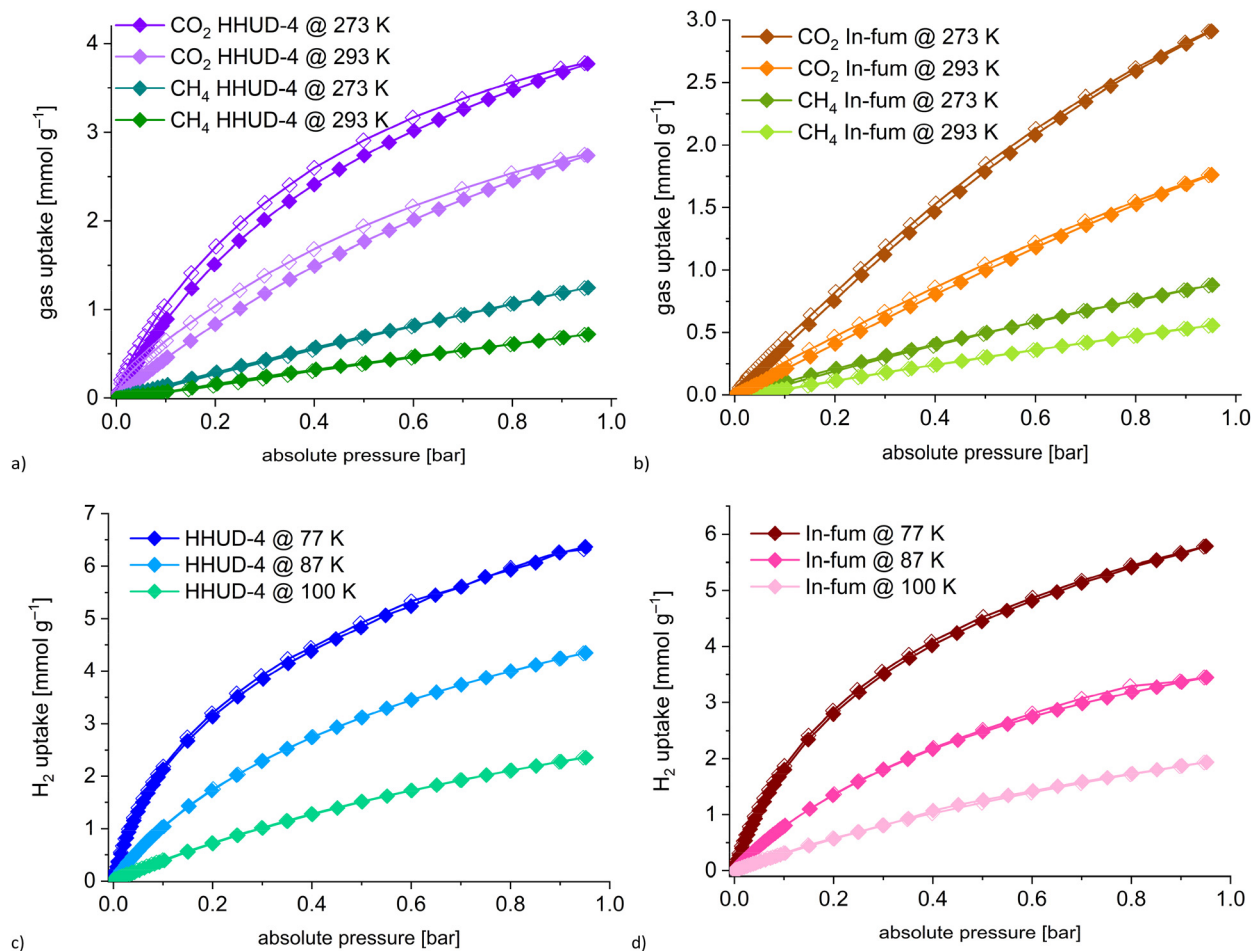 a)
CO₂ HHUD-4 @ 273 K
CO₂ HHUD-4 @ 293 K
CH₄ HHUD-4 @ 273 K
CH₄ HHUD-4 @ 293 K
gas uptake [mmol g⁻¹]
4
3
2
1
0
0.0 0.2 0.4 0.6 0.8 1.0
absolute pressure [bar]
b)
CO₂ In-fum @ 273 K
CO₂ In-fum @ 293 K
CH₄ In-fum @ 273 K
CH₄ In-fum @ 293 K
gas uptake [mmol g⁻¹]
3.0
2.5
2.0
1.5
1.0
0.5
0.0
0.0 0.2 0.4 0.6 0.8 1.0
absolute pressure [bar]
c)
HHUD-4 @ 77 K
HHUD-4 @ 87 K
HHUD-4 @ 100 K
H₂ uptake [mmol g⁻¹]
7
6
5
4
3
2
1
0
0.0 0.2 0.4 0.6 0.8 1.0
absolute pressure [bar]
d)
In-fum @ 77 K
In-fum @ 87 K
In-fum @ 100 K
H₂ uptake [mmol g⁻¹]
6
5
4
3
2
1
0
0.0 0.2 0.4 0.6 0.8 1.0
absolute pressure [bar]